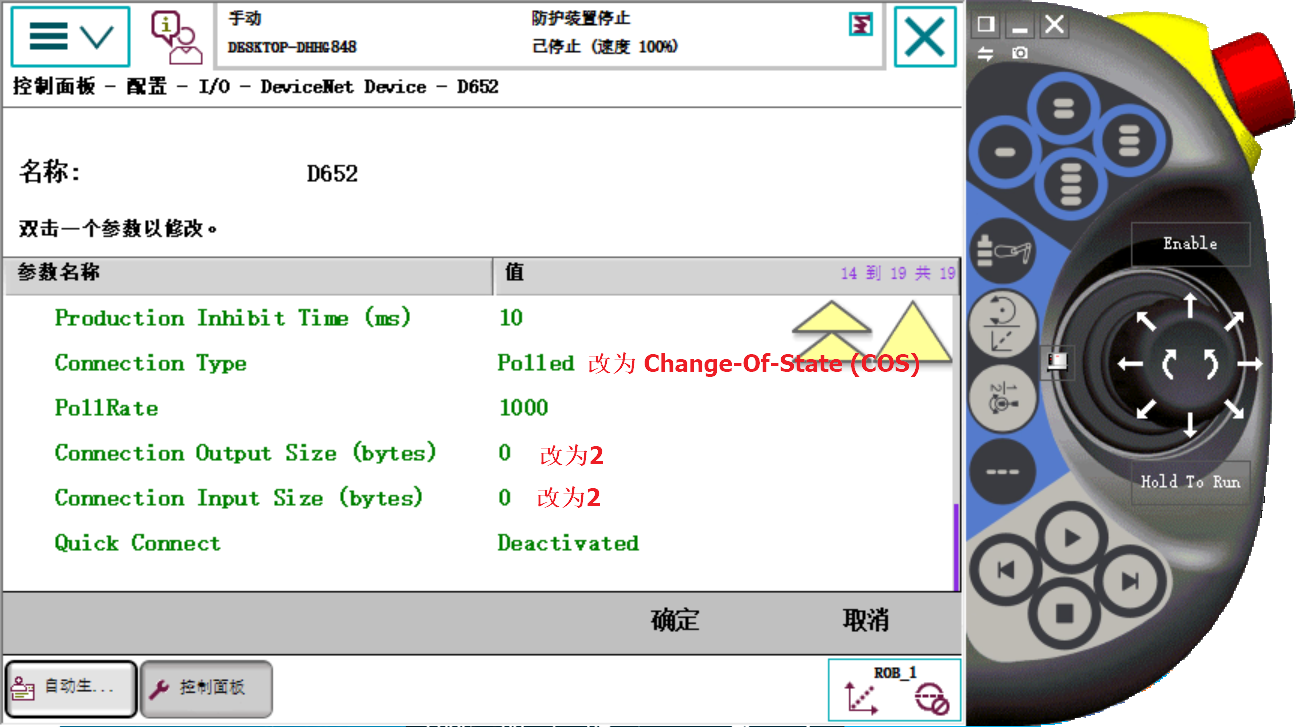 手动
DESKTOP-DHHG848
防护装置停止
己停止 (速度 100%)
控制面板 - 配置 - I/O - DeviceNet Device - D652
名称: D652
双击一个参数以修改。
参数名称 值 14 到 19 共 19
Production Inhibit Time (ms) 10
Connection Type Polled 改为 Change-Of-State (COS)
PollRate 1000
Connection Output Size (bytes) 0 改为2
Connection Input Size (bytes) 0 改为2
Quick Connect Deactivated
确定 取消
自动生... 控制面板
ROB_1
Enable
Hold To Run